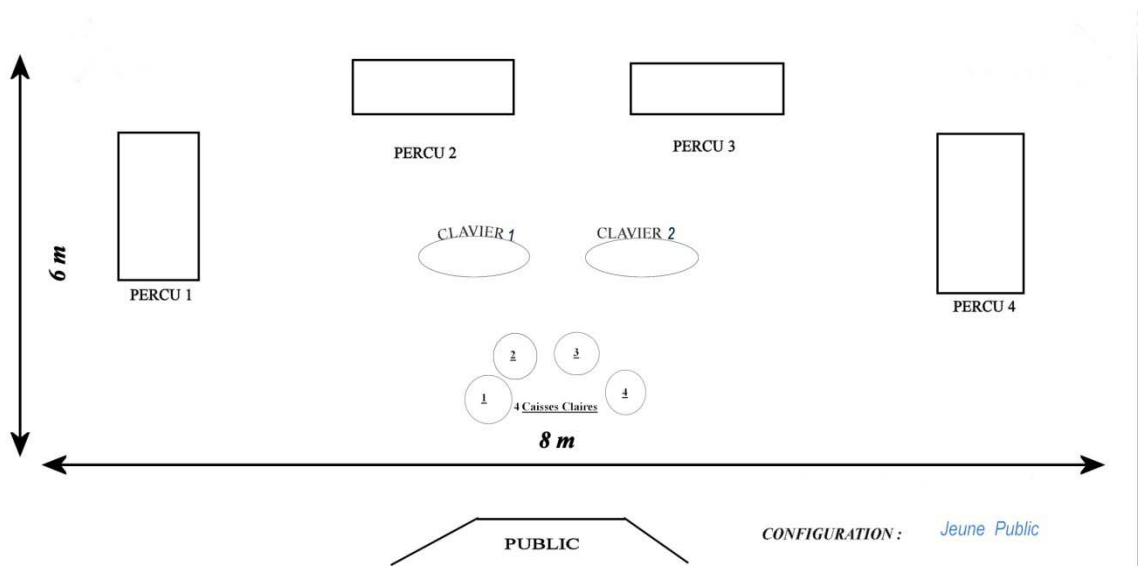 PERCU 2
PERCU 3
CLAVIER 1
CLAVIER 2
6 m
PERCU 1
PERCU 4
2
3
1
4
4 Caisses Claires
8 m
PUBLIC
CONFIGURATION : Jeune Public